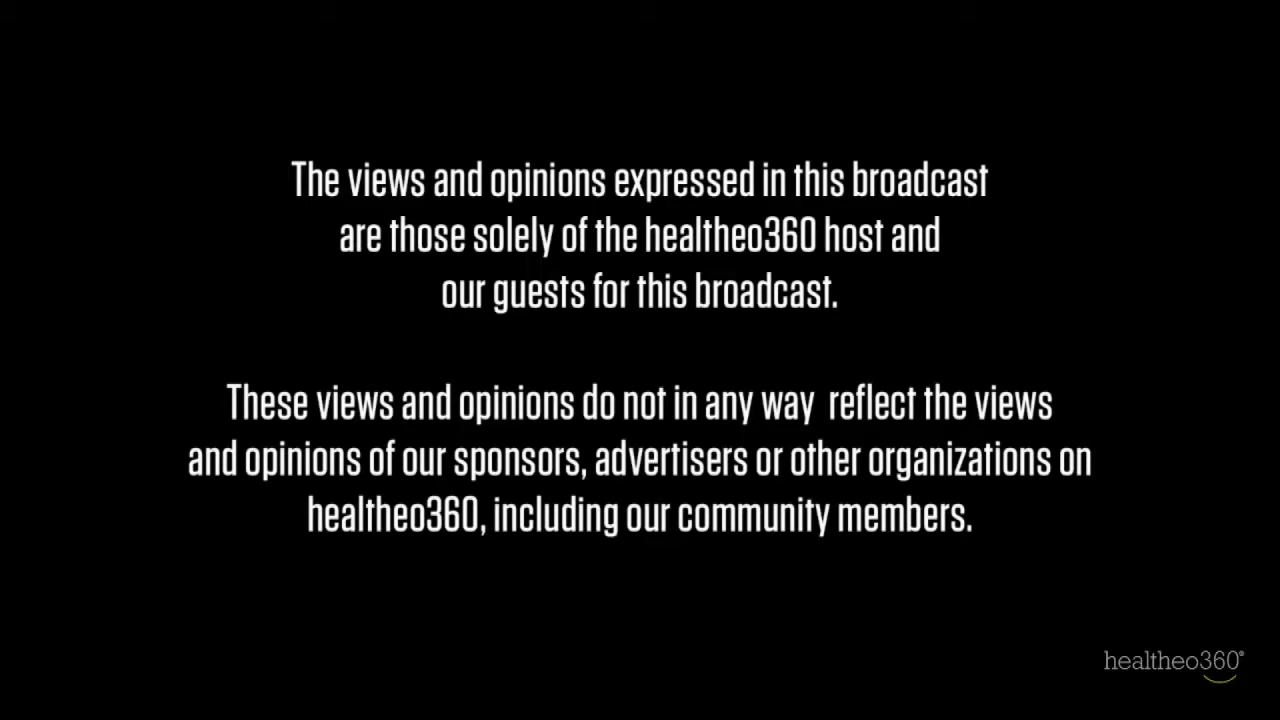 The views and opinions expressed in this broadcast
are those solely of the healtheo360 host and
our guests for this broadcast.
These views and opinions do not in any way  reflect the views
and opinions of our sponsors, advertisers or other organizations on
healtheo360, including our community members.
healtheo360®